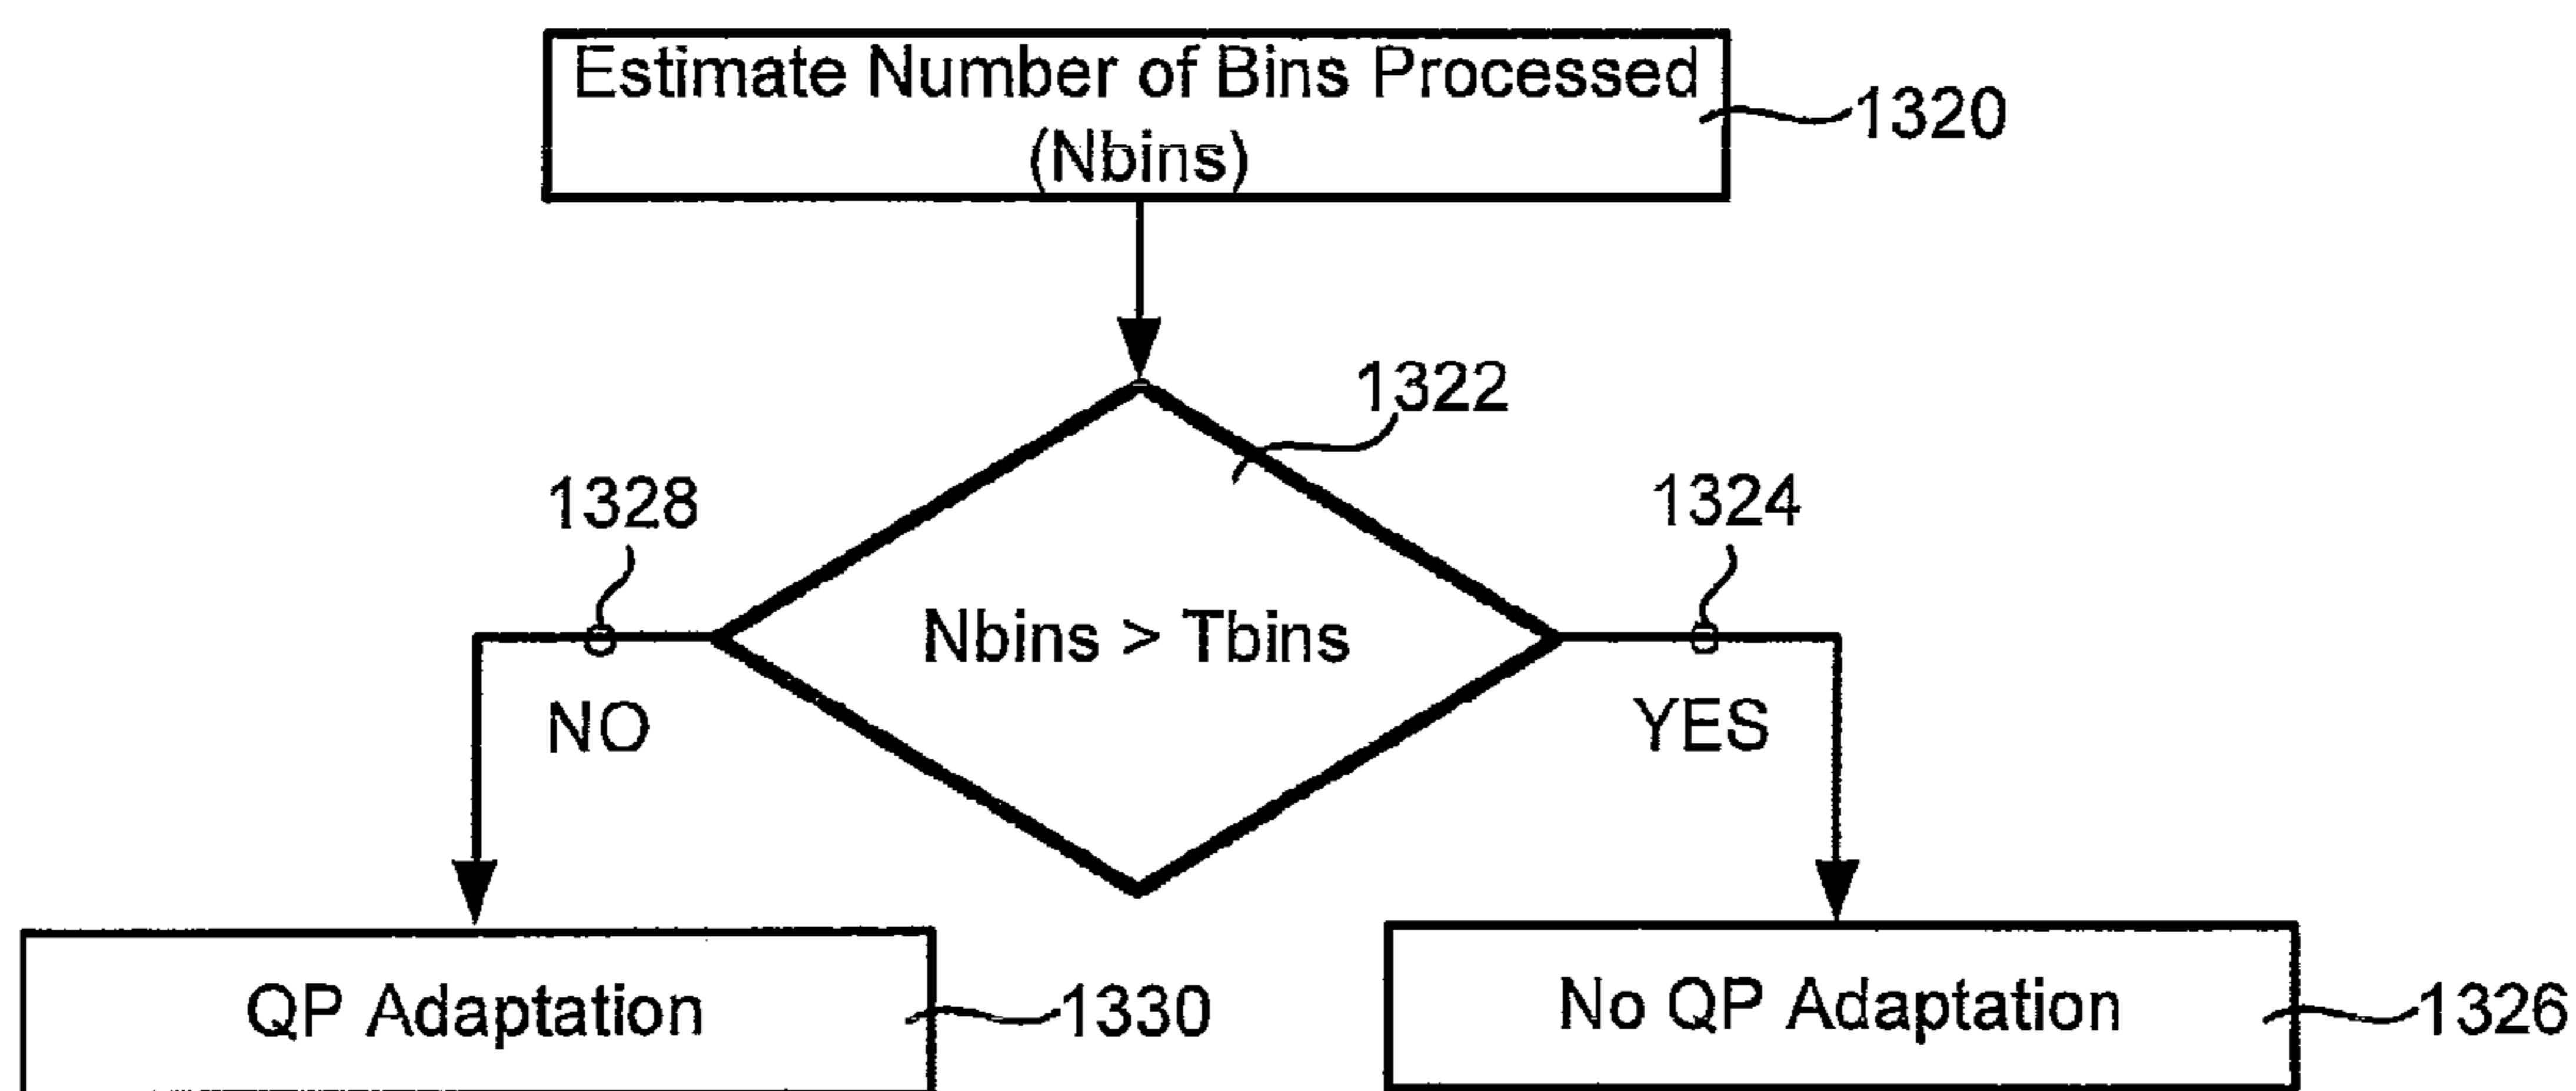 Estimate Number of Bins Processed
(Nbins)
1320
1322
1328
1324
Nbins > Tbins
NO
YES
QP Adaptation
1330
No QP Adaptation
1326